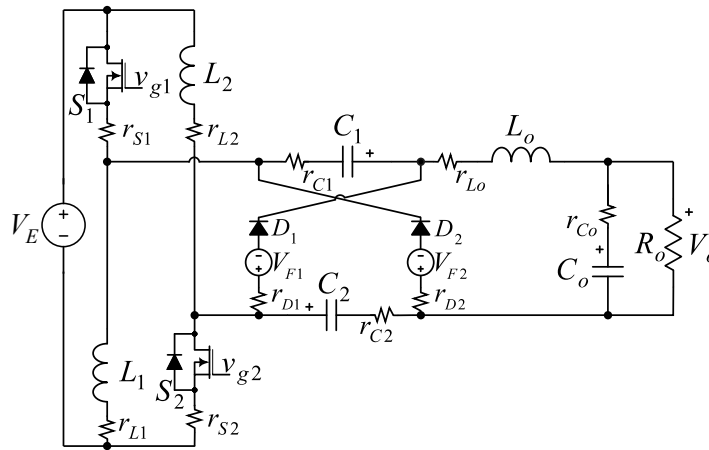 S1
vg1
L2
rS1
rL2
C1
Lo
rC1
rLo
VE
D1
D2
VF1
VF2
rCo
Co
Ro
Vo
rD1
C2
rD2
rC2
L1
S2
vg2
rL1
rS2